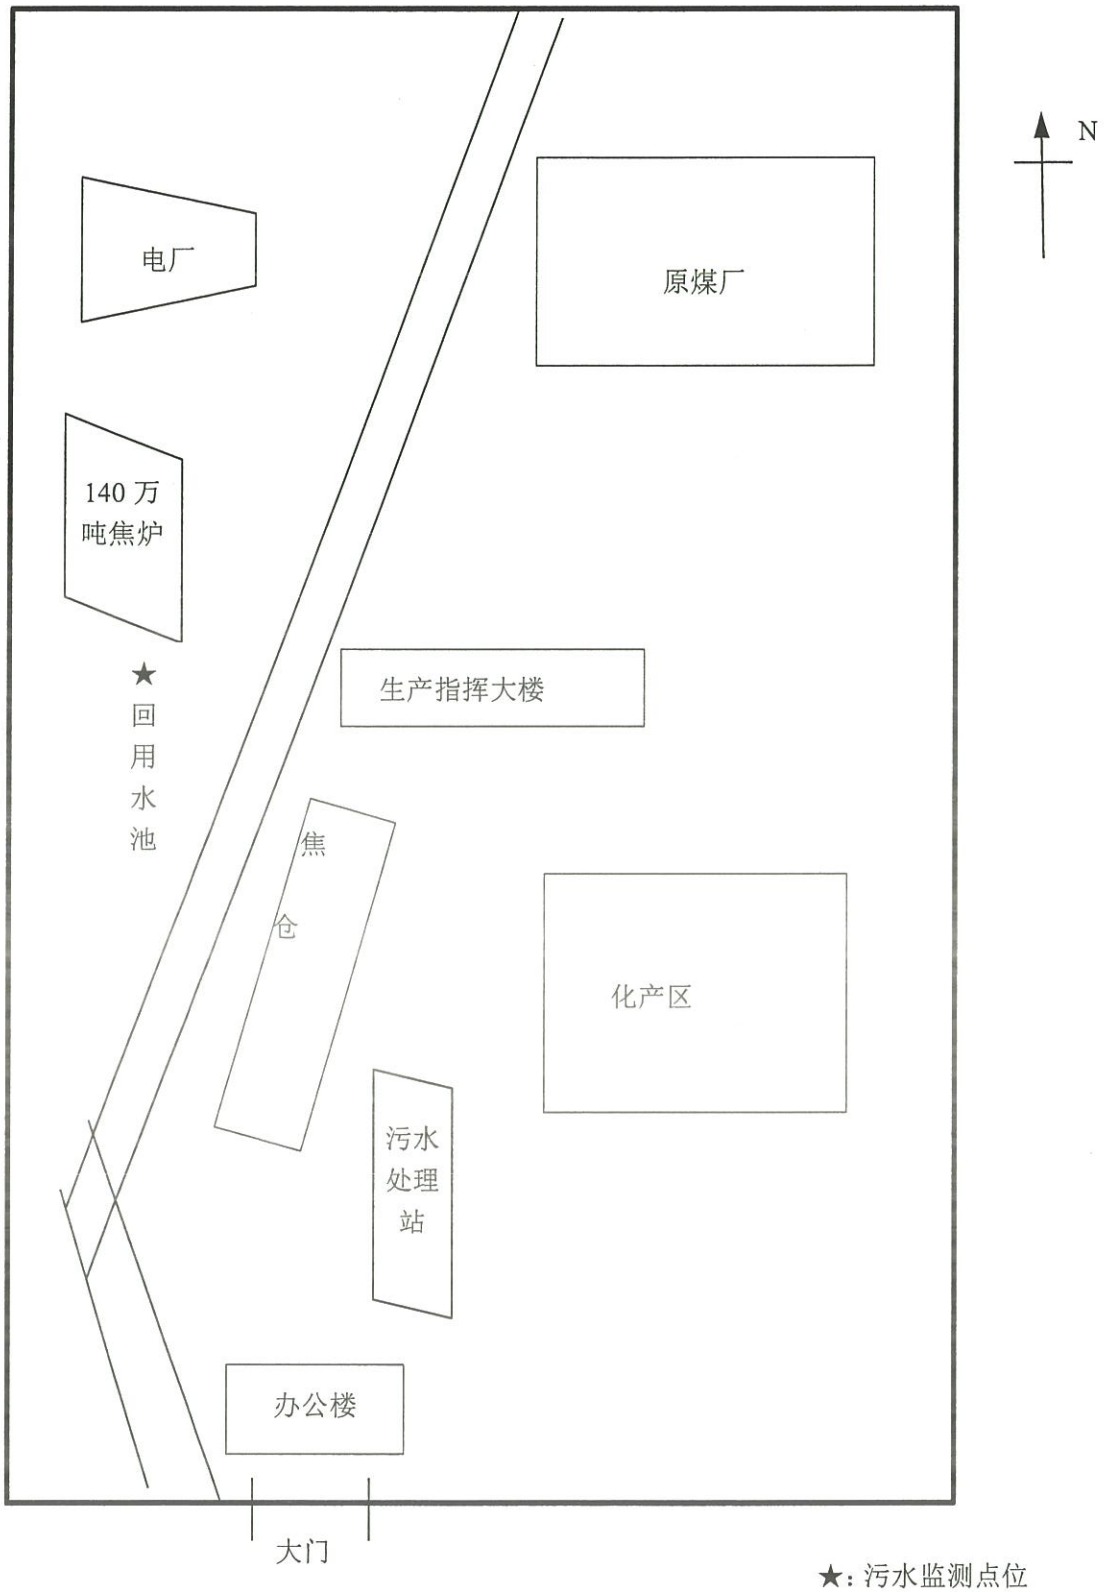 N
电厂
原煤厂
140 万
吨焦炉
★
回
用
水
池
生产指挥大楼
焦
仓
化产区
污水
处理
站
办公楼
大门
★：污水监测点位